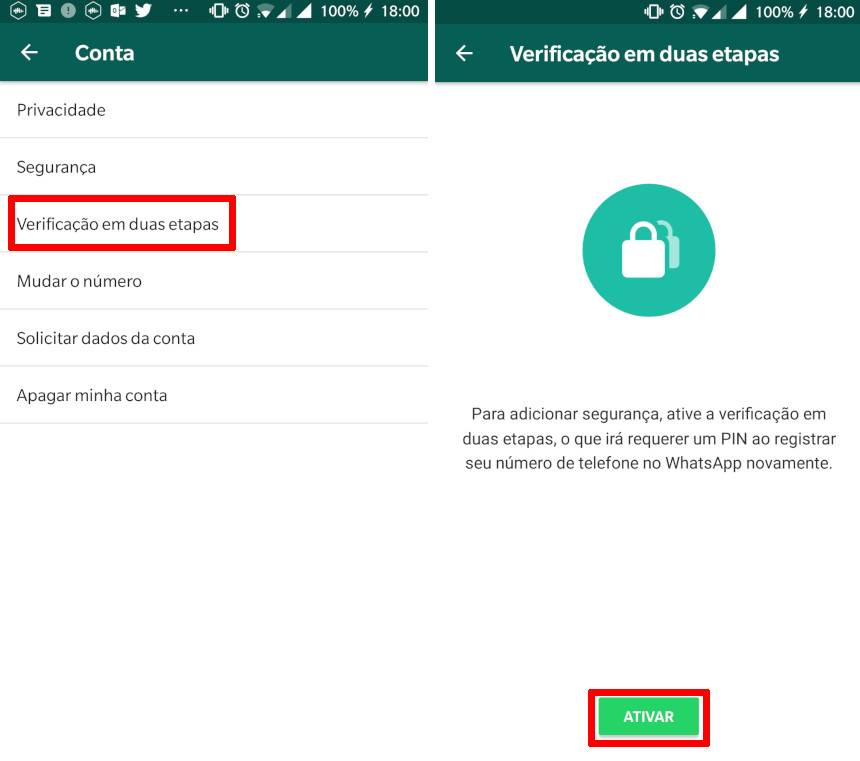 100% 18:00
Conta
Privacidade
Segurança
Verificação em duas etapas
Mudar o número
Solicitar dados da conta
Apagar minha conta
100% 18:00
Verificação em duas etapas
Para adicionar segurança, ative a verificação em
duas etapas, o que irá requerer um PIN ao registrar
seu número de telefone no WhatsApp novamente.
ATIVAR